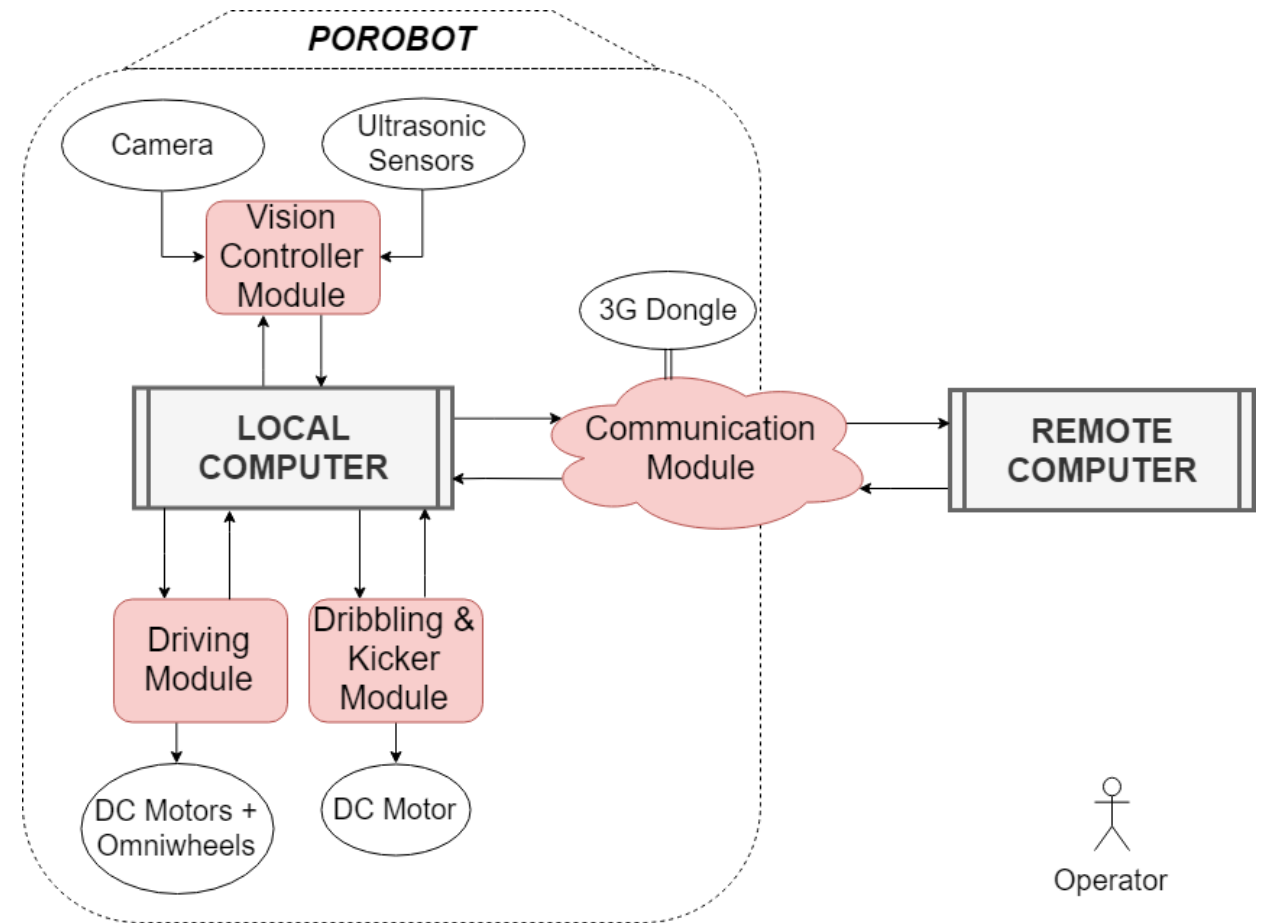 POROBOT
Camera
Ultrasonic
Sensors
Vision
Controller
Module
3G Dongle
LOCAL
COMPUTER
Communication
Module
REMOTE
COMPUTER
Driving
Module
Dribbling &
Kicker
Module
DC Motors +
Omniwheels
DC Motor
Operator